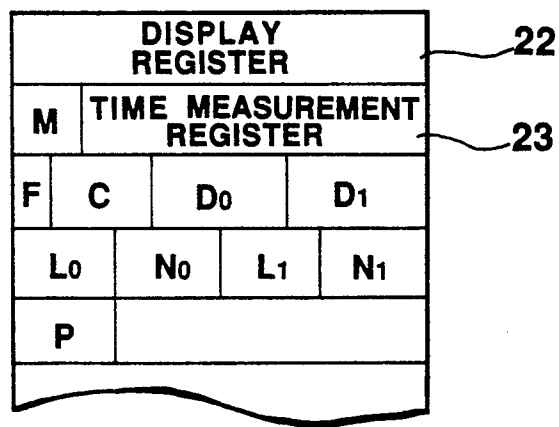 DISPLAY
REGISTER
22
M
TIME MEASUREMENT
REGISTER
23
F C D0 D1
L0 N0 L1 N1
P